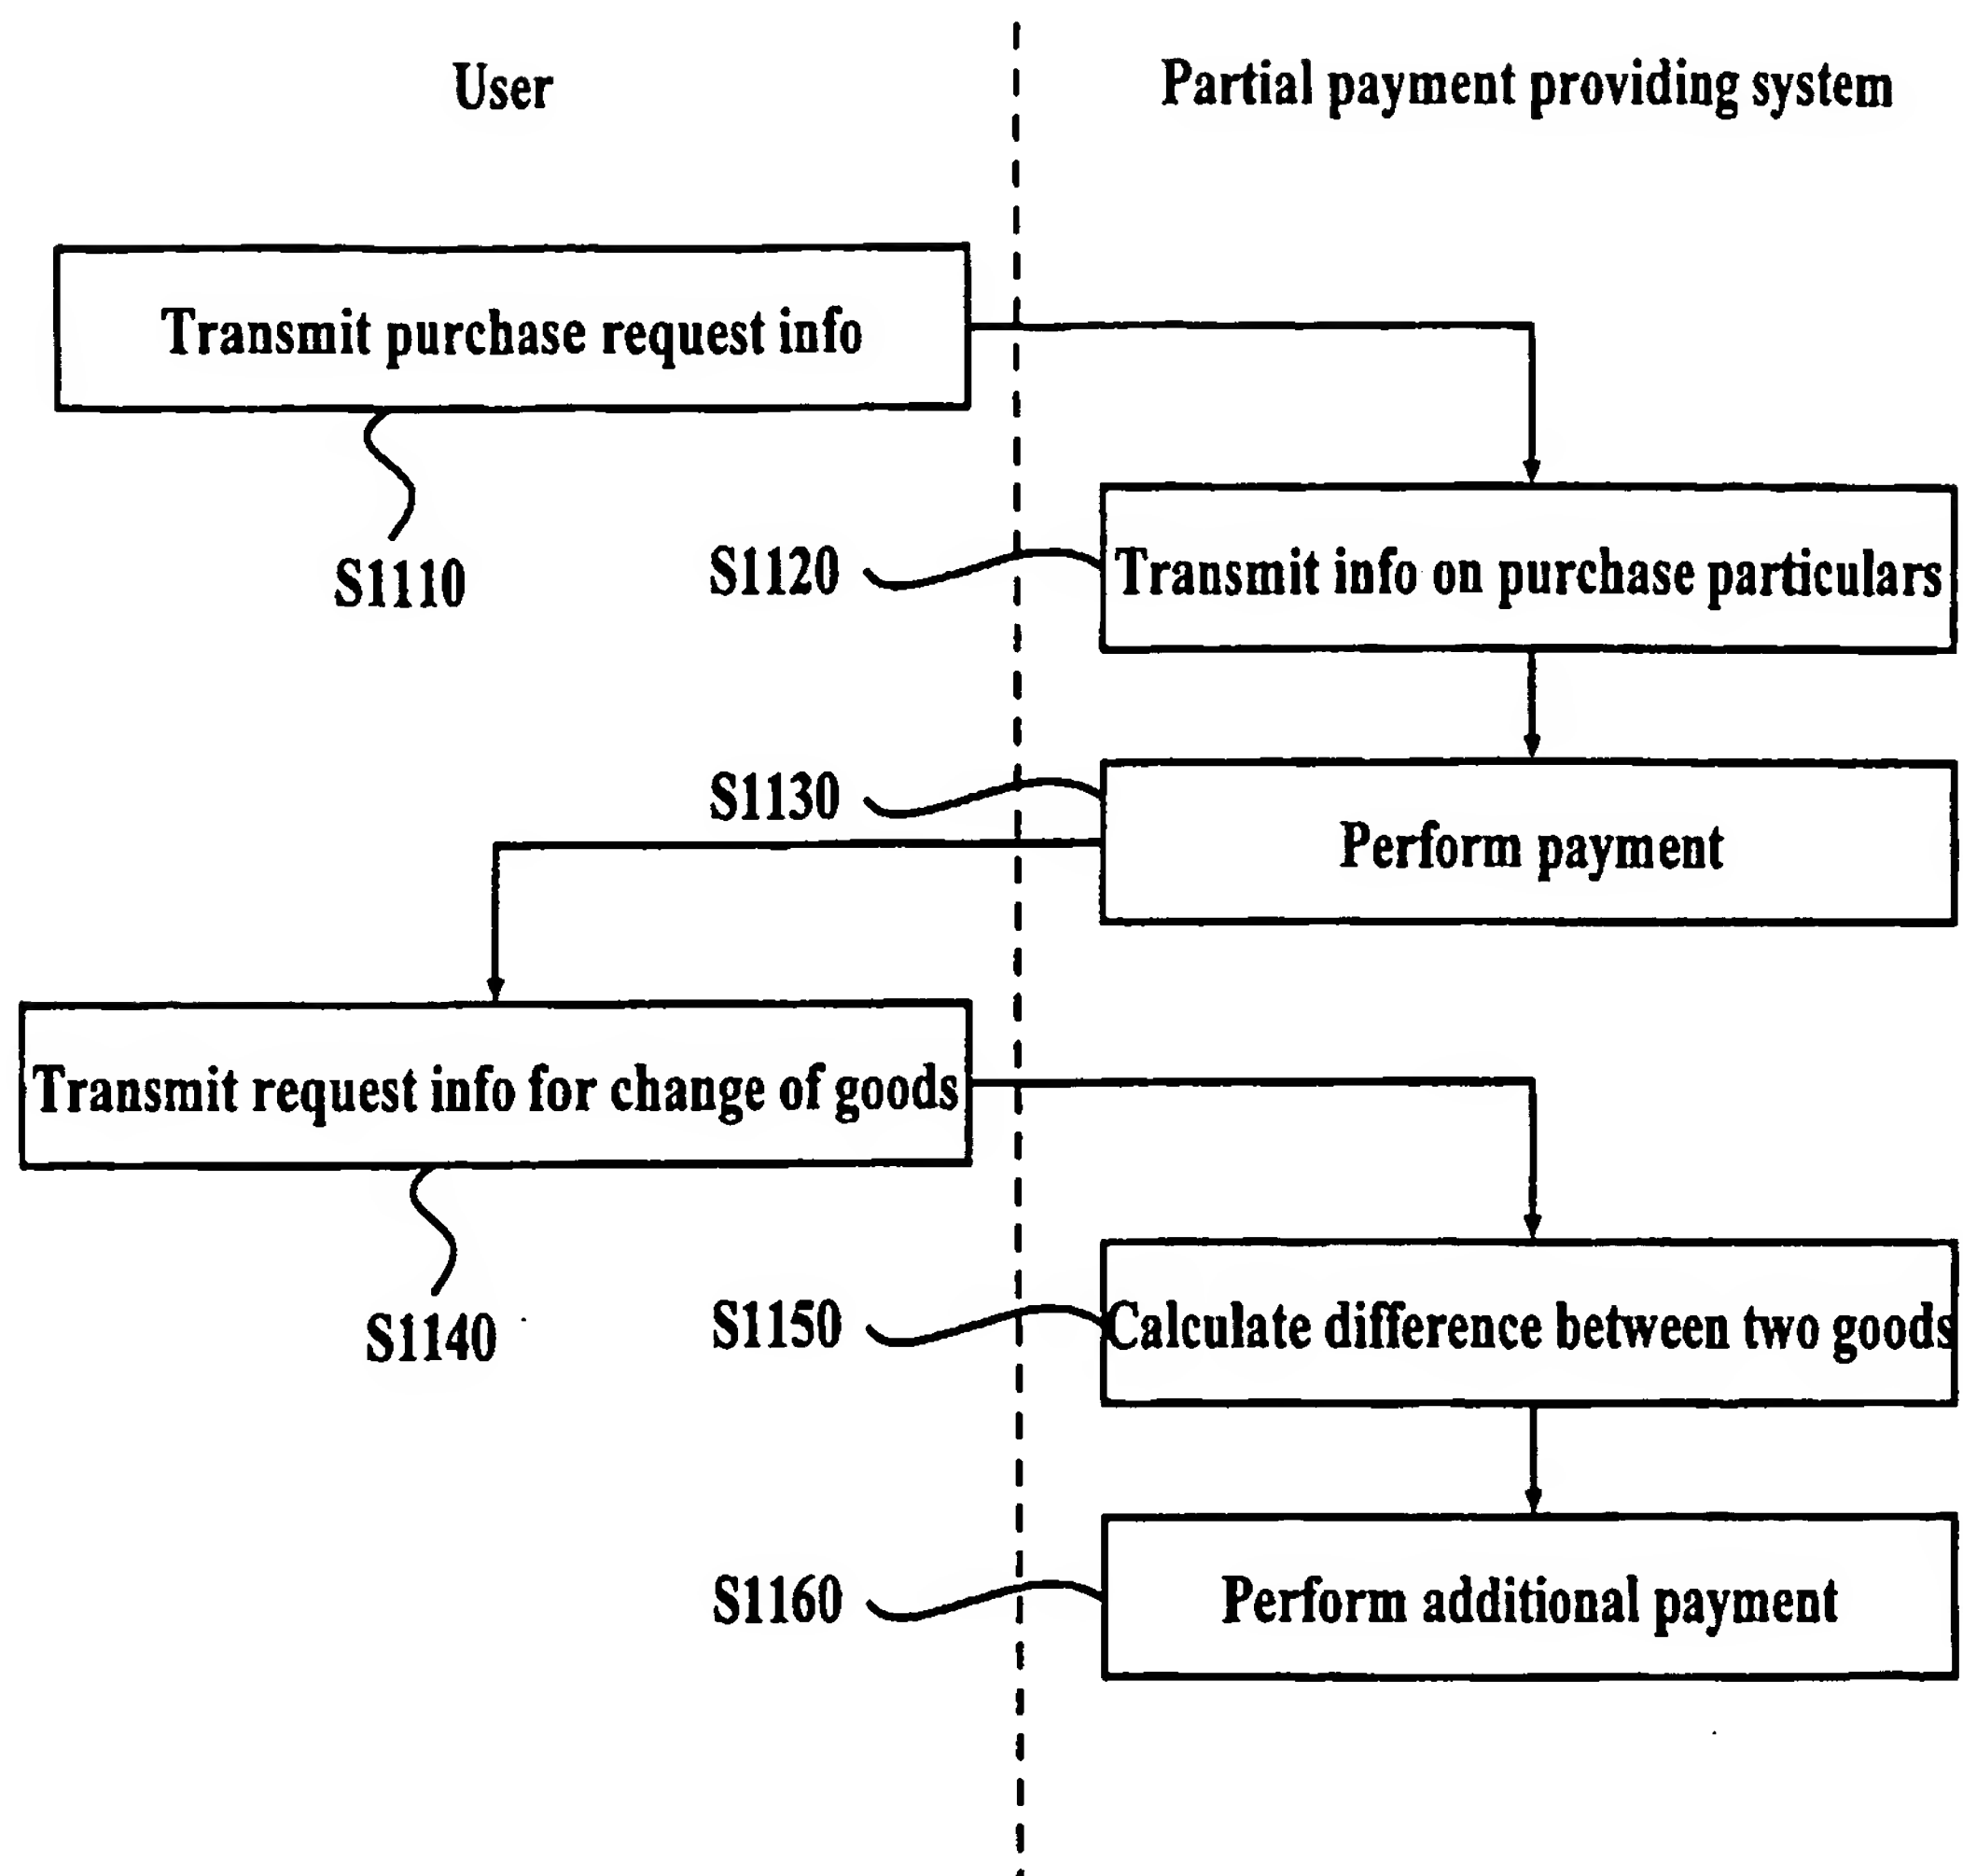 User
Partial payment providing system
Transmit purchase request info
S1110
S1120
Transmit info on purchase particulars
S1130
Perform payment
Transmit request info for change of goods
S1140
S1150
Calculate difference between two goods
S1160
Perform additional payment